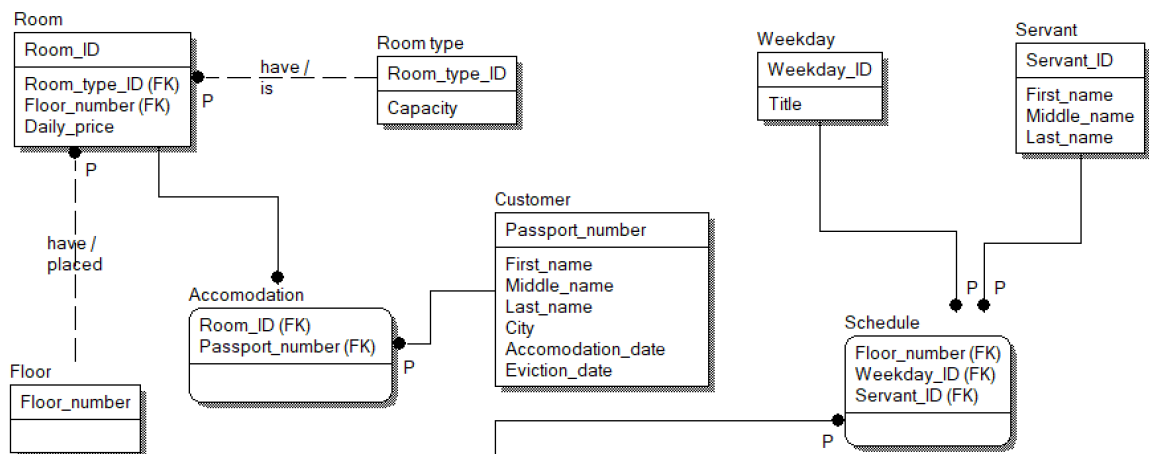 Room
Room_ID
Room_type_ID (FK)
Floor_number (FK)
Daily_price
P
have /
is
Room type
Room_type_ID
Capacity
Weekday
Weekday_ID
Title
Servant
Servant_ID
First_name
Middle_name
Last_name
P
have /
placed
Customer
Passport_number
First_name
Middle_name
Last_name
City
Accomodation_date
Eviction_date
Accomodation
Room_ID (FK)
Passport_number (FK)
P
P
P
Schedule
Floor_number (FK)
Weekday_ID (FK)
Servant_ID (FK)
P
Floor
Floor_number